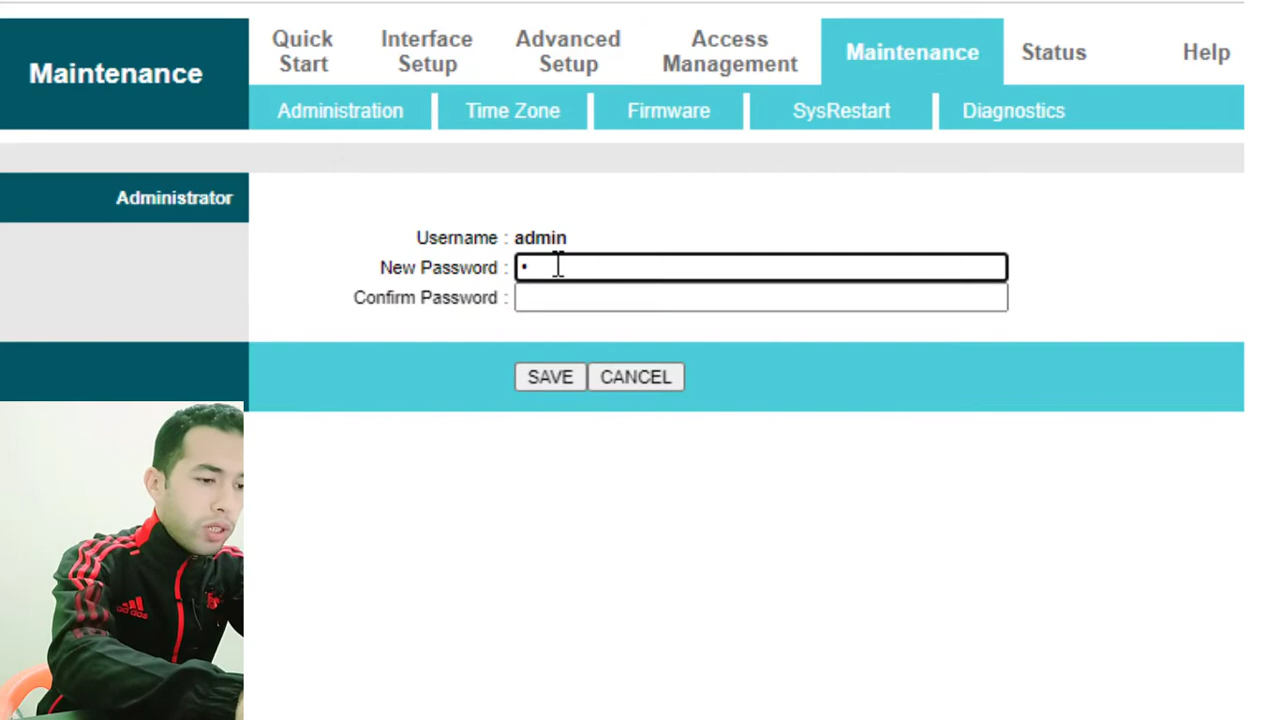 Maintenance
Quick Start
Interface Setup
Advanced Setup
Access Management
Maintenance
Status
Help
Administration
Time Zone
Firmware
SysRestart
Diagnostics
Administrator
Username : admin
New Password : •
Confirm Password :
SAVE CANCEL
adidas